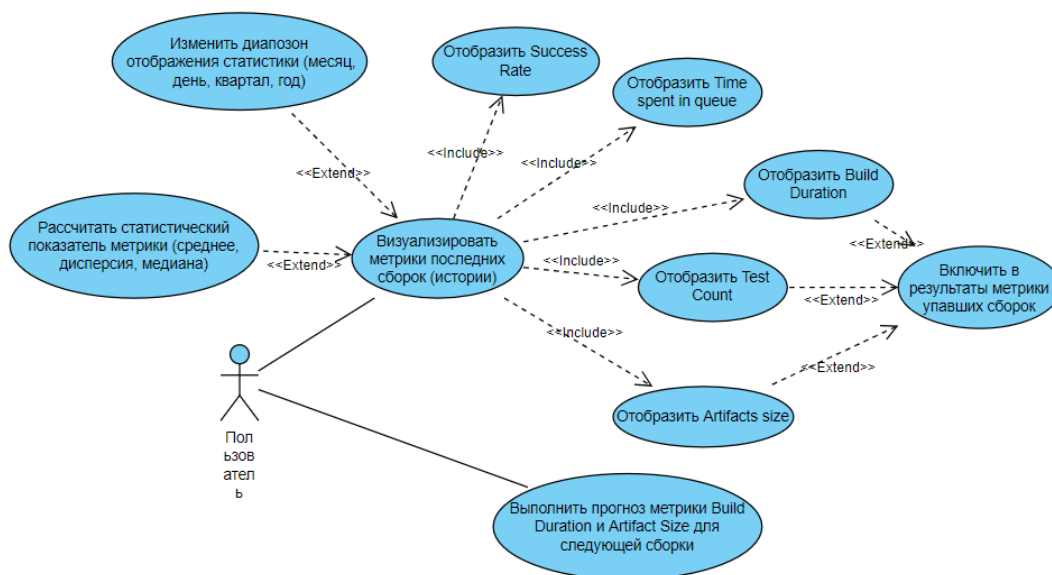 Изменить диапозон
отображения статистики (месяц,
день, квартал, год)
Отобразить Success
Rate
Отобразить Time
spent in queue
<<Include>>
<<Include>>
<<Extend>>
Отобразить Build
Duration
<<Include>>
Рассчитать статистический
показатель метрики (среднее,
дисперсия, медиана)
<<Extend>>
Визуализировать
метрики последних
сборок (истории)
<<Include>>
Отобразить Test
Count
<<Extend>>
<<Extend>>
Включить в
результаты метрики
упавших сборок
<<Include>>
<<Extend>>
Отобразить Artifacts size
Пол
ьзов
ател
ь
Выполнить прогноз метрики Build
Duration и Artifact Size для
следующей сборки